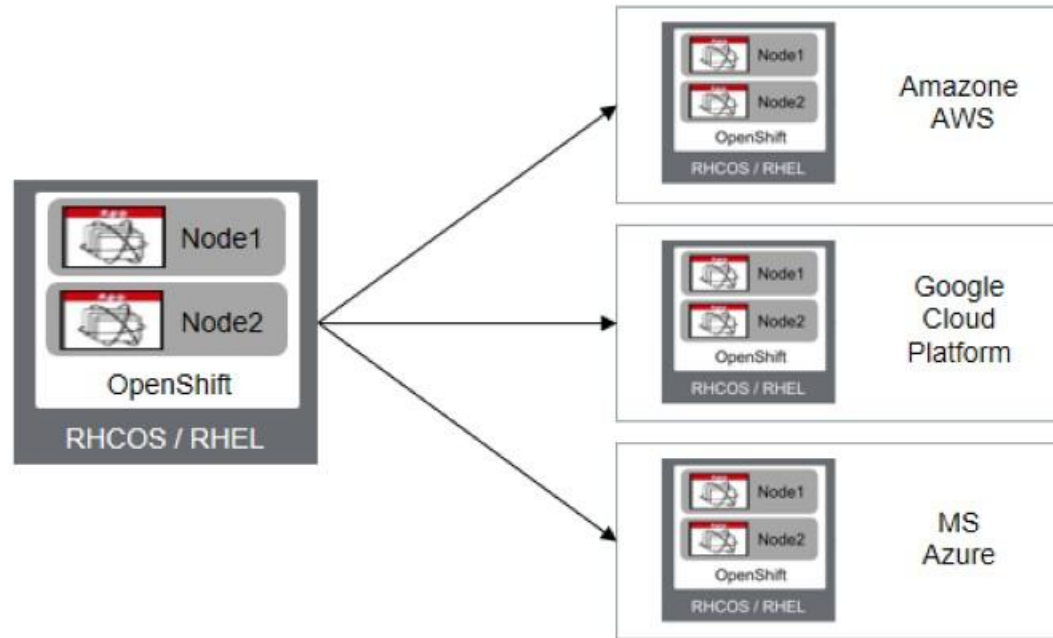 Node1
Node2
OpenShift
RHCOS / RHEL
Node1
Node2
OpenShift
RHCOS / RHEL
Amazone
AWS
Node1
Node2
OpenShift
RHCOS / RHEL
Google
Cloud
Platform
Node1
Node2
OpenShift
RHCOS / RHEL
MS
Azure